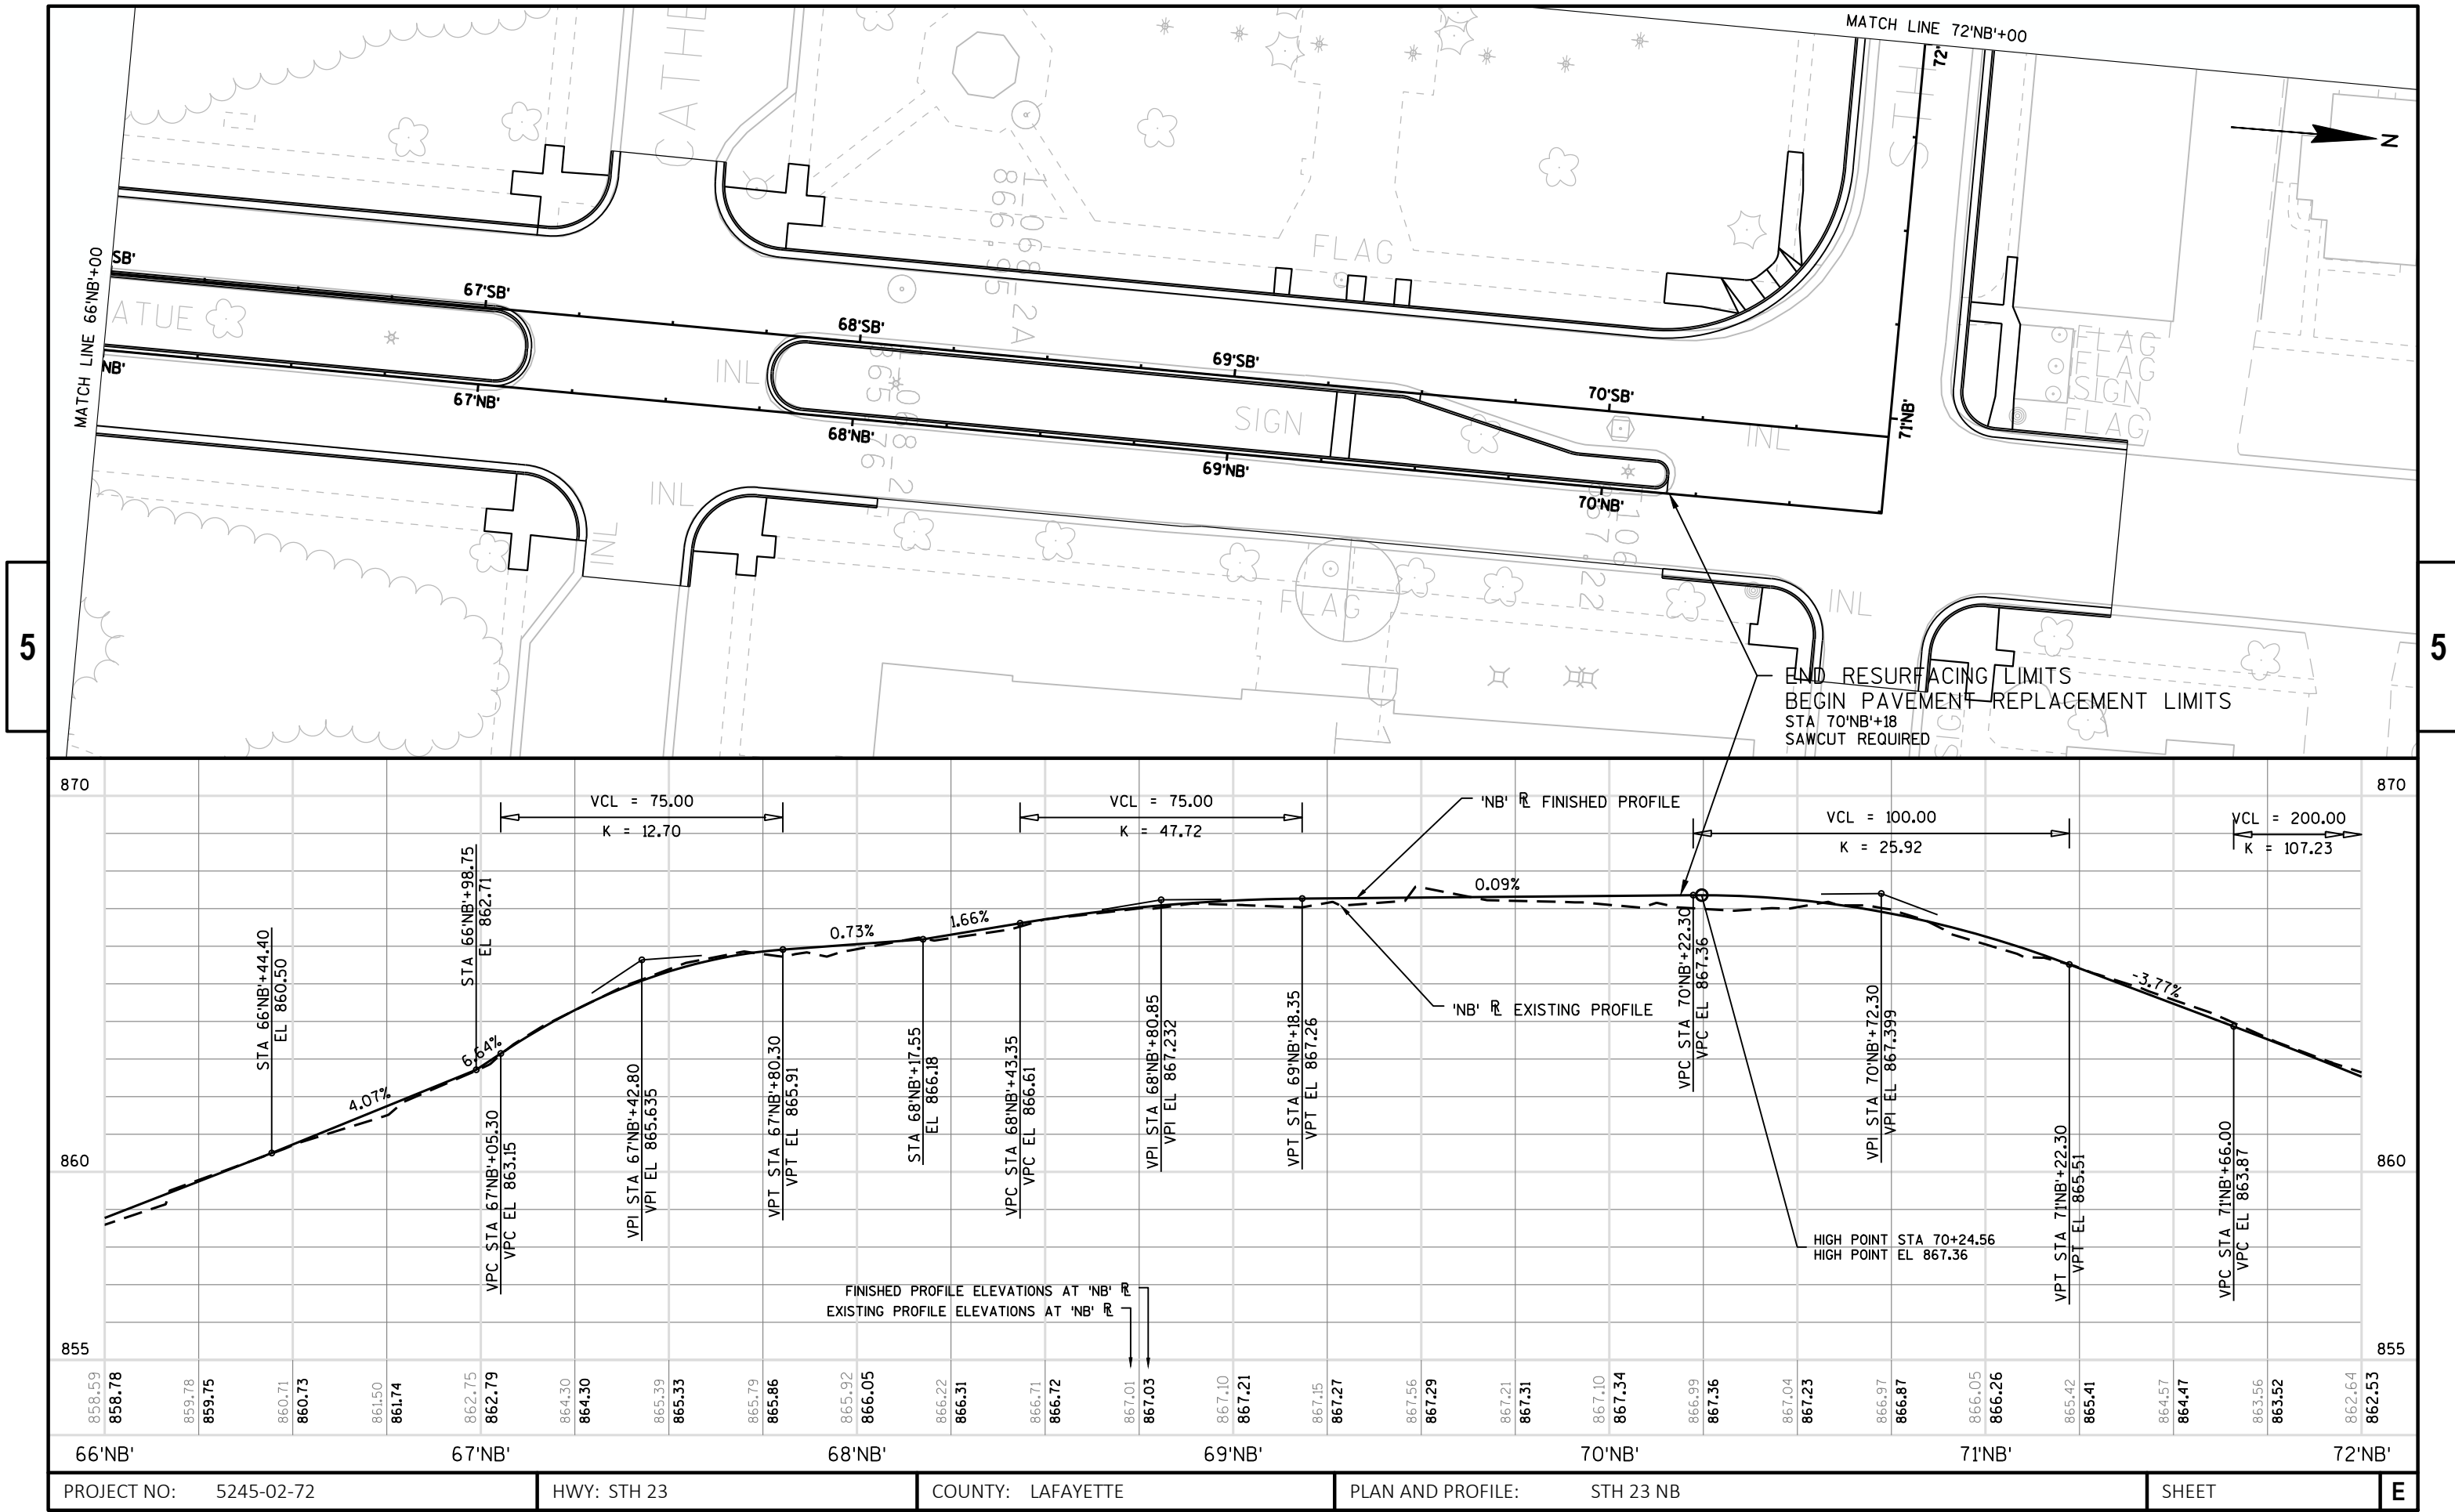 MATCH LINE 72'NB'+00
CATHE
72'
STH
N
MATCH LINE 66'NB'+00
SB'
67'SB'
68'SB'
69'SB'
70'SB'
FLAG
ATUE
NB'
67'NB'
68'NB'
69'NB'
70'NB'
71'NB'
INL
SIGN
INL
FLAG
FLAG
SIGN
FLAG
INL
INL
INL
FLAG
5
5
END RESURFACING LIMITS
BEGIN PAVEMENT REPLACEMENT LIMITS
STA 70'NB'+18
SAWCUT REQUIRED
870
870
VCL = 75.00
K = 12.70
VCL = 75.00
K = 47.72
'NB' RL FINISHED PROFILE
VCL = 100.00
K = 25.92
VCL = 200.00
K = 107.23
STA 66'NB'+44.40
EL 860.50
STA 66'NB'+98.75
EL 862.71
4.07%
6.64%
0.73%
1.66%
0.09%
-3.77%
VPC STA 67'NB'+05.30
VPC EL 863.15
VPI STA 67'NB'+42.80
VPI EL 865.635
VPT STA 67'NB'+80.30
VPT EL 865.91
STA 68'NB'+17.55
EL 866.18
VPC STA 68'NB'+43.35
VPC EL 866.61
VPI STA 68'NB'+80.85
VPI EL 867.232
VPT STA 69'NB'+18.35
VPT EL 867.26
'NB' RL EXISTING PROFILE
VPC STA 70'NB'+22.30
VPC EL 867.36
VPI STA 70'NB'+72.30
VPI EL 867.399
VPT STA 71'NB'+22.30
VPT EL 865.51
VPC STA 71'NB'+66.00
VPC EL 863.87
860
860
HIGH POINT STA 70+24.56
HIGH POINT EL 867.36
FINISHED PROFILE ELEVATIONS AT 'NB' RL
EXISTING PROFILE ELEVATIONS AT 'NB' RL
855
855
858.59 858.78
859.78 859.75
860.71 860.73
861.50 861.74
862.75 862.79
864.30 864.30
865.39 865.33
865.79 865.86
865.92 866.05
866.22 866.31
866.71 866.72
867.01 867.03
867.10 867.21
867.15 867.27
867.56 867.29
867.21 867.31
867.10 867.34
866.99 867.36
867.04 867.23
866.97 866.87
866.05 866.26
865.42 865.41
864.57 864.47
863.56 863.52
862.64 862.53
66'NB' 67'NB' 68'NB' 69'NB' 70'NB' 71'NB' 72'NB'
PROJECT NO: 5245-02-72 HWY: STH 23 COUNTY: LAFAYETTE PLAN AND PROFILE: STH 23 NB SHEET E